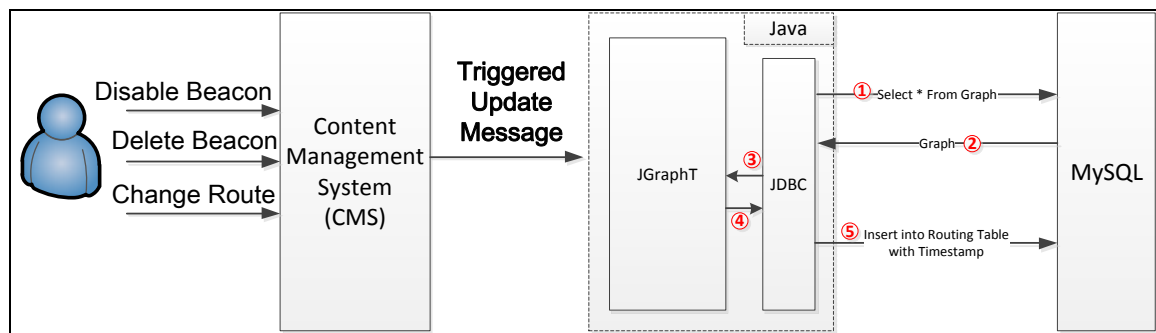 Disable Beacon
Delete Beacon
Change Route
Content
Management
System
(CMS)
Triggered
Update
Message
Java
JGraphT
JDBC
① Select * From Graph
Graph ②
③
④
⑤ Insert into Routing Table
with Timestamp
MySQL